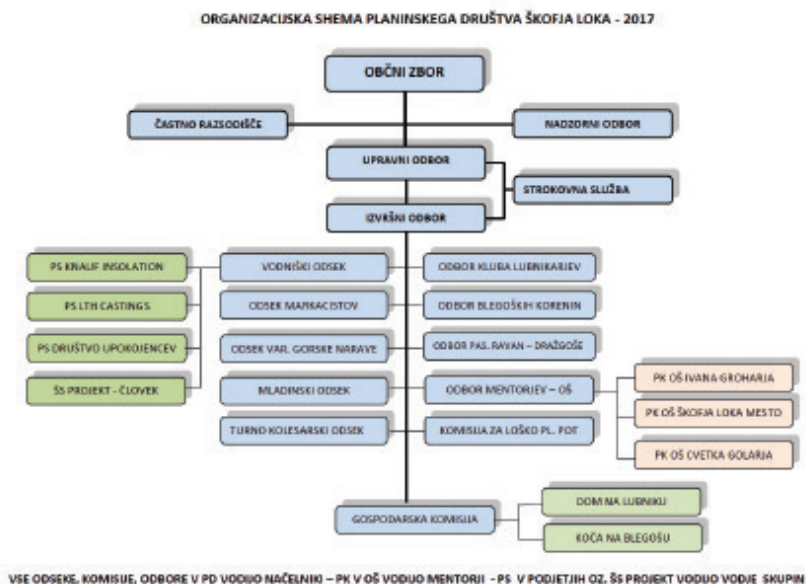 ORGANIZACIJSKA SHEMA PLANINSKEGA DRUŠTVA ŠKOFJA LOKA - 2017
OBČNI ZBOR
ČASTNO RAZSODIŠČE
NADZORNI ODBOR
UPRAVNI ODBOR
STROKOVNA SLUŽBA
IZVRŠNI ODBOR
PS KNAUF INSOLATION
VODNIŠKI ODSEK
ODBOR KLUBA LUBNIKARJEV
PS LTH CASTINGS
ODSEK MARKACISTOV
ODBOR BLEGOŠKIH KORENIN
PS DRUŠTVO UPOKOJENCEV
ODSEK VAR. GORSKE NARAVE
ODBOR PAS. RAVAN – DRAŽGOŠE
ŠS PROJEKT - ČLOVEK
MLADINSKI ODSEK
ODBOR MENTORJEV – OŠ
PK OŠ IVANA GROHARJA
PK OŠ ŠKOFJA LOKA MESTO
TURNO KOLESARSKI ODSEK
KOMISIJA ZA LOŠKO PL. POT
PK OŠ CVETKA GOLARJA
GOSPODARSKA KOMISIJA
DOM NA LUBNIKU
KOČA NA BLEGOŠU
VSE ODSEKE, KOMISIJE, ODBORE V PD VODIJO NAČELNIKI – PK V OŠ VODIJO MENTORJI - PS V PODJETJIH OZ. ŠS PROJEKT VODIJO VODJE SKUPIN